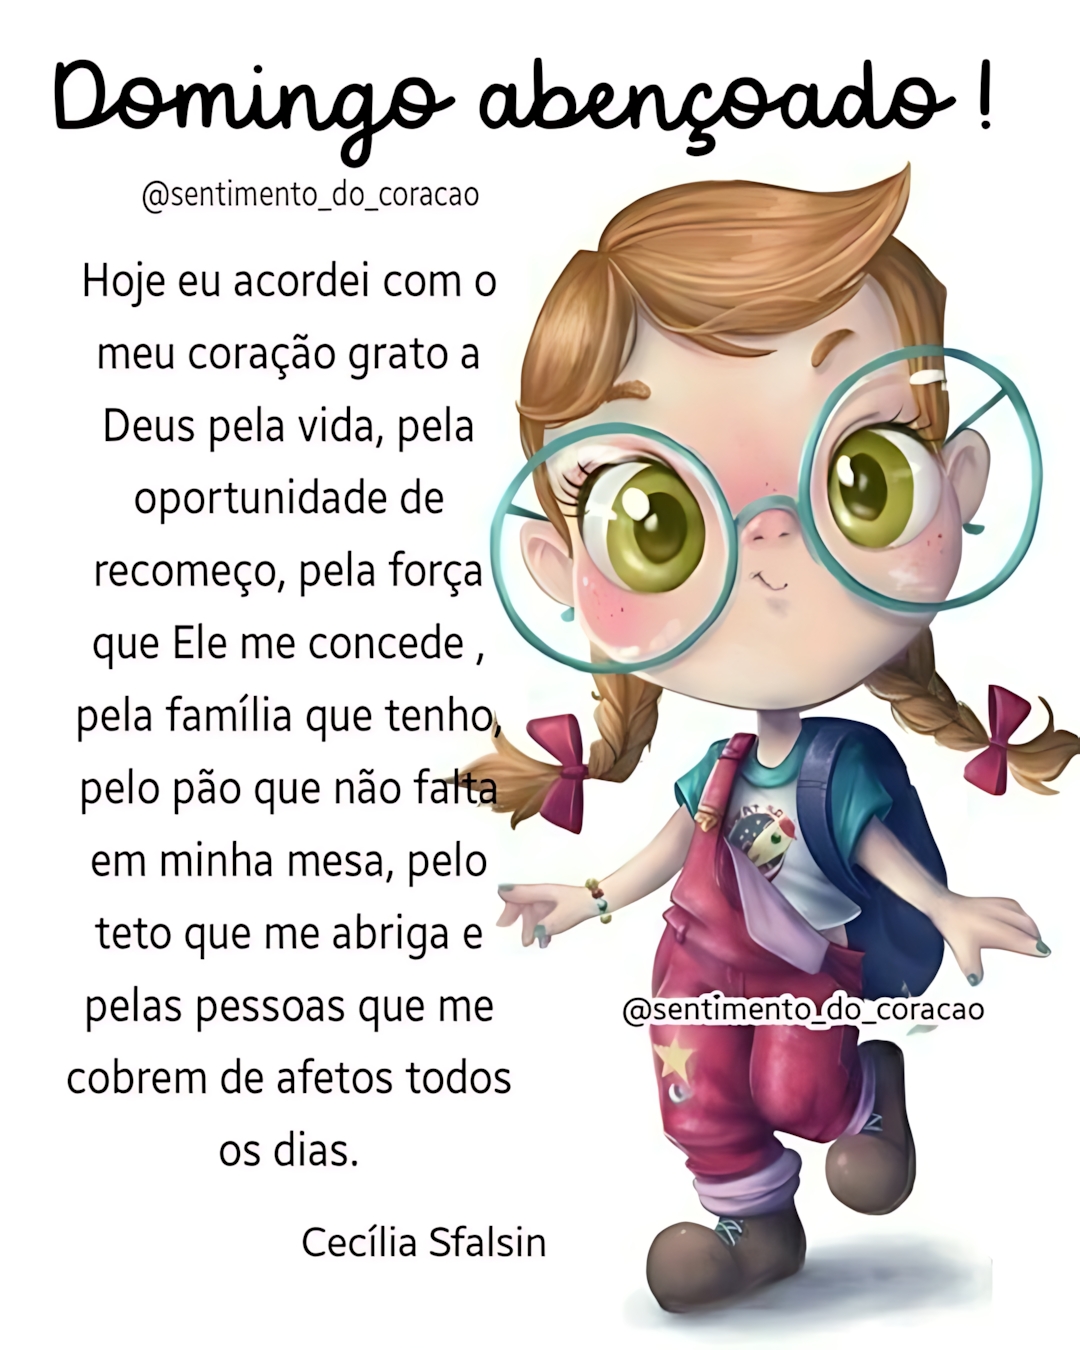 Domingo abençoado !
@sentimento_do_coracao
Hoje eu acordei com o
meu coração grato a
Deus pela vida, pela
oportunidade de
recomeço, pela força
que Ele me concede ,
pela família que tenho,
pelo pão que não falta
em minha mesa, pelo
teto que me abriga e
pelas pessoas que me
cobrem de afetos todos
os dias.
Cecília Sfalsin
@sentimento_do_coracao